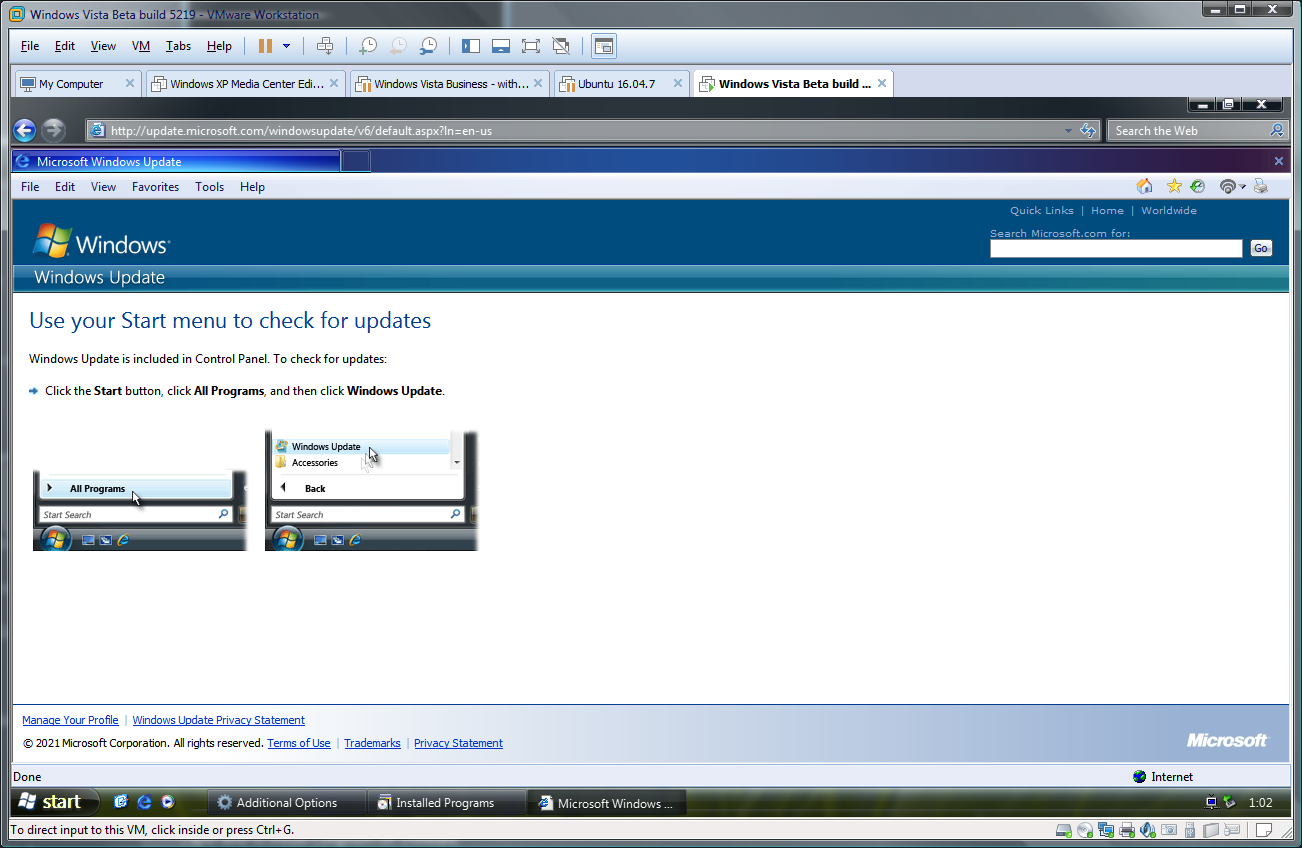 Windows Vista Beta build 5219 - VMware Workstation
File Edit View VM Tabs Help
My Computer Windows XP Media Center Edi... Windows Vista Business - with... Ubuntu 16.04.7 Windows Vista Beta build ...
http://update.microsoft.com/windowsupdate/v6/default.aspx?ln=en-us Search the Web
Microsoft Windows Update
File Edit View Favorites Tools Help
Quick Links | Home | Worldwide
Search Microsoft.com for:
Windows®
Go
Windows Update
Use your Start menu to check for updates
Windows Update is included in Control Panel. To check for updates:
Click the Start button, click All Programs, and then click Windows Update.
All Programs
Start Search
Windows Update
Accessories
Back
Start Search
Manage Your Profile | Windows Update Privacy Statement
© 2021 Microsoft Corporation. All rights reserved. Terms of Use | Trademarks | Privacy Statement
Microsoft
Done Internet
start Additional Options Installed Programs Microsoft Windows ... 1:02
To direct input to this VM, click inside or press Ctrl+G.